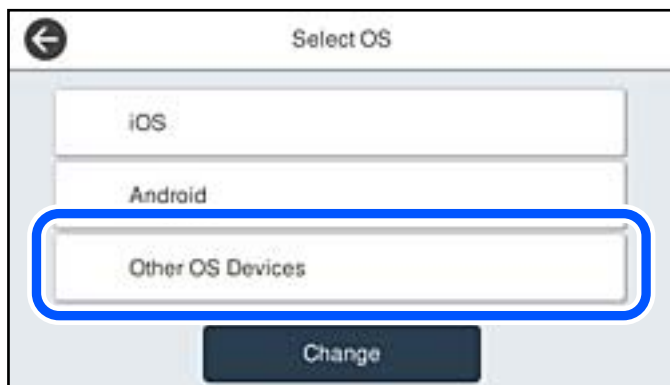 Select OS
iOS
Android
Other OS Devices
Change